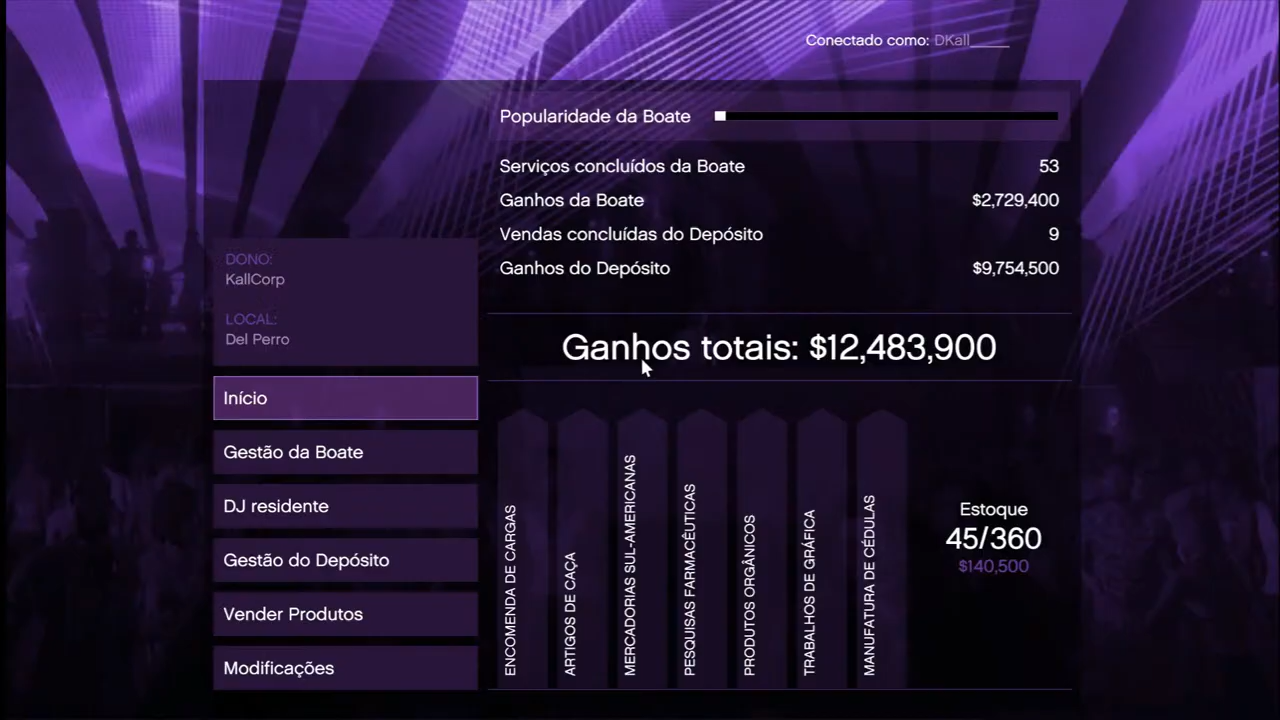 Conectado como: DKall_____
Popularidade da Boate
Serviços concluídos da Boate 53
Ganhos da Boate $2,729,400
Vendas concluídas do Depósito 9
Ganhos do Depósito $9,754,500
DONO:
KallCorp
LOCAL:
Del Perro
Ganhos totais: $12,483,900
Início
Gestão da Boate
DJ residente
Gestão do Depósito
Vender Produtos
Modificações
ENCOMENDA DE CARGAS
ARTIGOS DE CAÇA
MERCADORIAS SUL-AMERICANAS
PESQUISAS FARMACÊUTICAS
PRODUTOS ORGÂNICOS
TRABALHOS DE GRÁFICA
MANUFATURA DE CÉDULAS
Estoque
45/360
$140,500